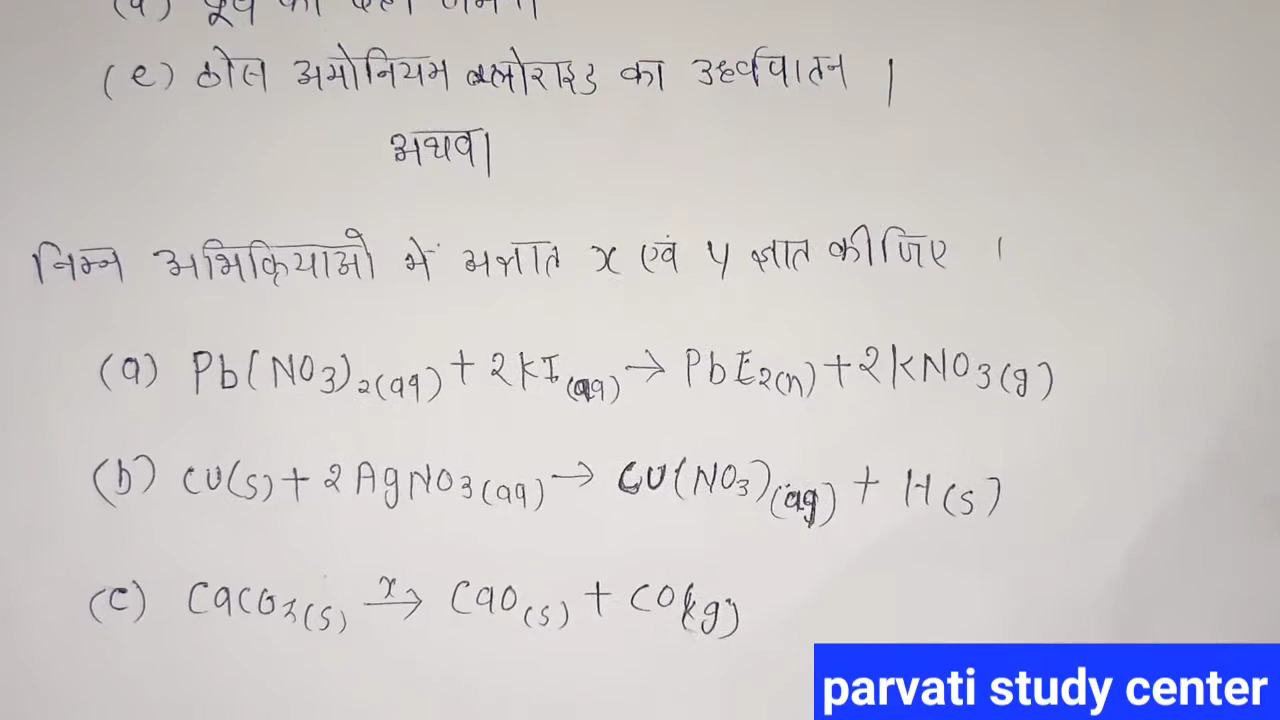 (e) ठोस अमोनियम क्लोराइड का उर्ध्वपातन |
अथवा
निम्न अभिक्रियाओ में अज्ञात x एवं y ज्ञात कीजिए ।
(a) Pb(NO3)2(aq) + 2KI(aq) → PbE2(n) + 2KNO3(g)
(b) CU(s) + 2AgNO3(aq) → CU(NO3)(aq) + H(s)
(c) CaCO3(s) x→ CaO(s) + CO(g)
parvati study center